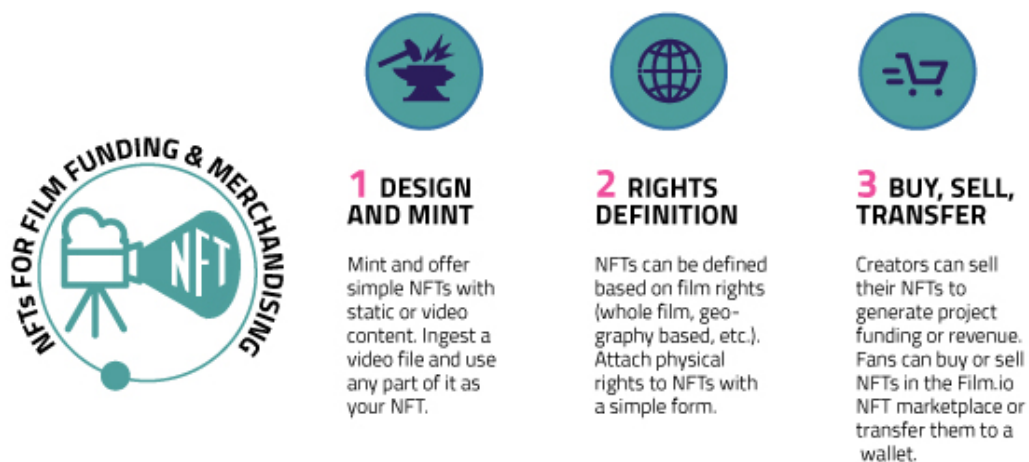 NFTs FOR FILM FUNDING & MERCHANDISING
NFT
1 DESIGN
AND MINT
Mint and offer
simple NFTs with
static or video
content. Ingest a
video file and use
any part of it as
your NFT.
2 RIGHTS
DEFINITION
NFTs can be defined
based on film rights
(whole film, geo-
graphy based, etc.).
Attach physical
rights to NFTs with
a simple form.
3 BUY, SELL,
TRANSFER
Creators can sell
their NFTs to
generate project
funding or revenue.
Fans can buy or sell
NFTs in the Film.io
NFT marketplace or
transfer them to a
wallet.